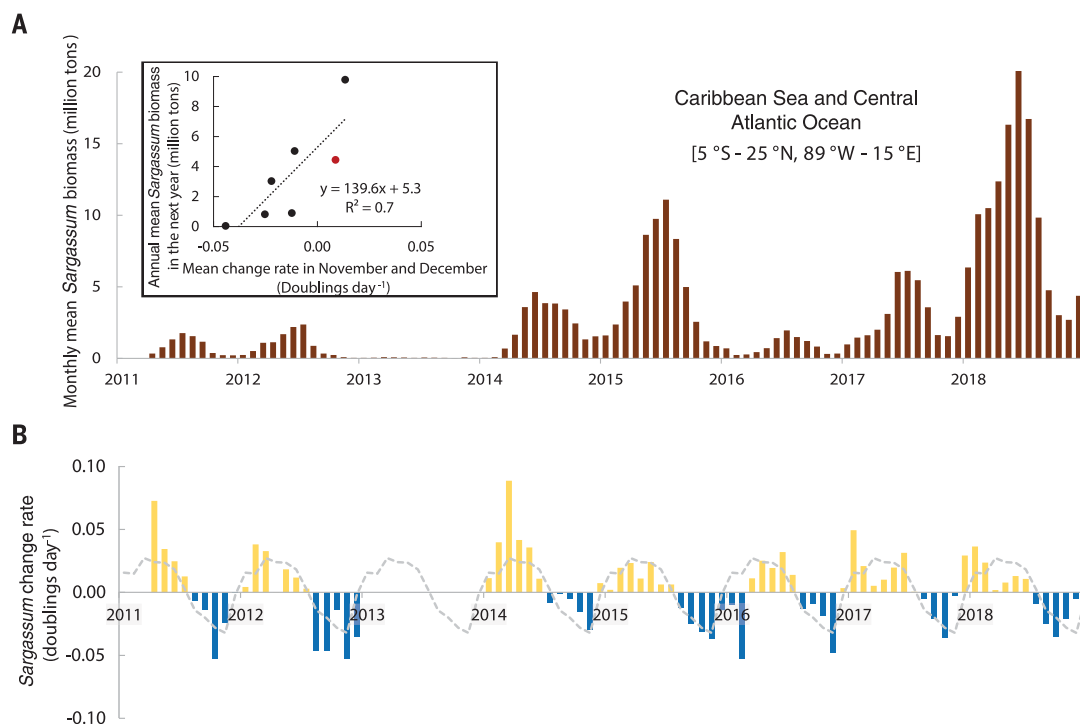 A
Monthly mean Sargassum biomass (million tons)
20
15
10
5
0
Annual mean Sargassum biomass
in the next year (million tons)
10
8
6
4
2
0
-0.05
0.00
0.05
y = 139.6x + 5.3
R² = 0.7
Mean change rate in November and December
(Doublings day⁻¹)
Caribbean Sea and Central
Atlantic Ocean
[5 °S - 25 °N, 89 °W - 15 °E]
2011
2012
2013
2014
2015
2016
2017
2018
B
Sargassum change rate
(doublings day⁻¹)
0.10
0.05
0.00
-0.05
-0.10
2011
2012
2013
2014
2015
2016
2017
2018